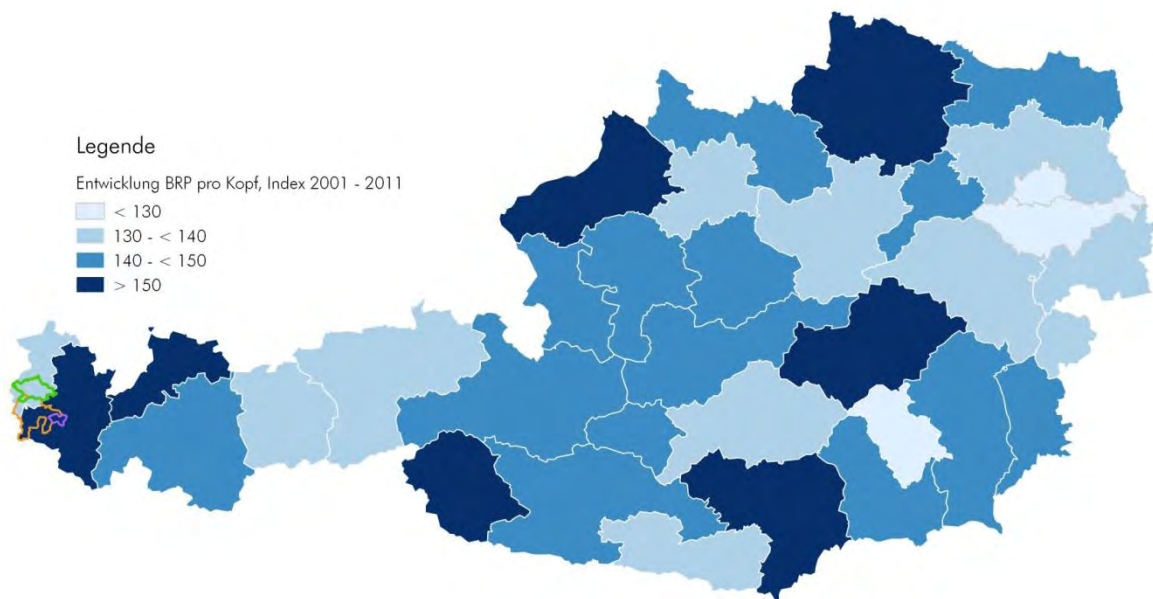 Legende
Entwicklung BRP pro Kopf, Index 2001 - 2011
< 130
130 - < 140
140 - < 150
> 150